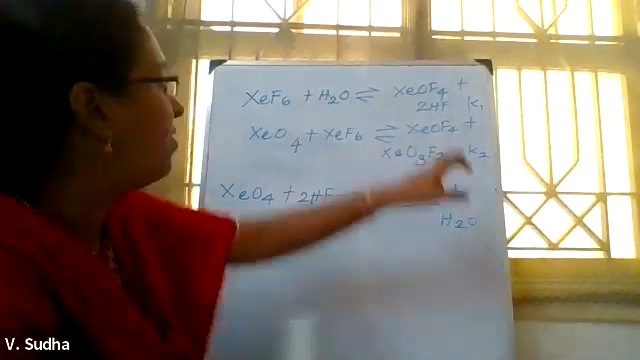 XeF6 + H2O ⇌ XeOF4 +
2HF K1
XeO4 + XeF6 ⇌ XeOF4 +
XeO3F2 K2
XeO4 + 2HF
+
H2O
V. Sudha